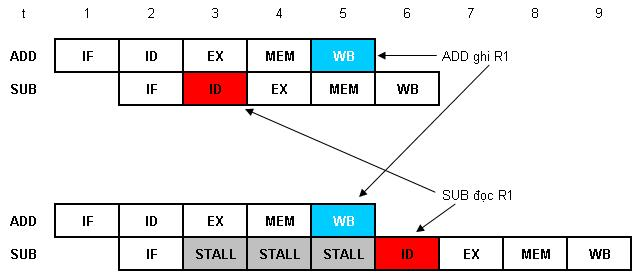 t 1 2 3 4 5 6 7 8 9
ADD IF ID EX MEM WB ADD ghi R1
SUB IF ID EX MEM WB
SUB đọc R1
ADD IF ID EX MEM WB
SUB IF STALL STALL STALL ID EX MEM WB